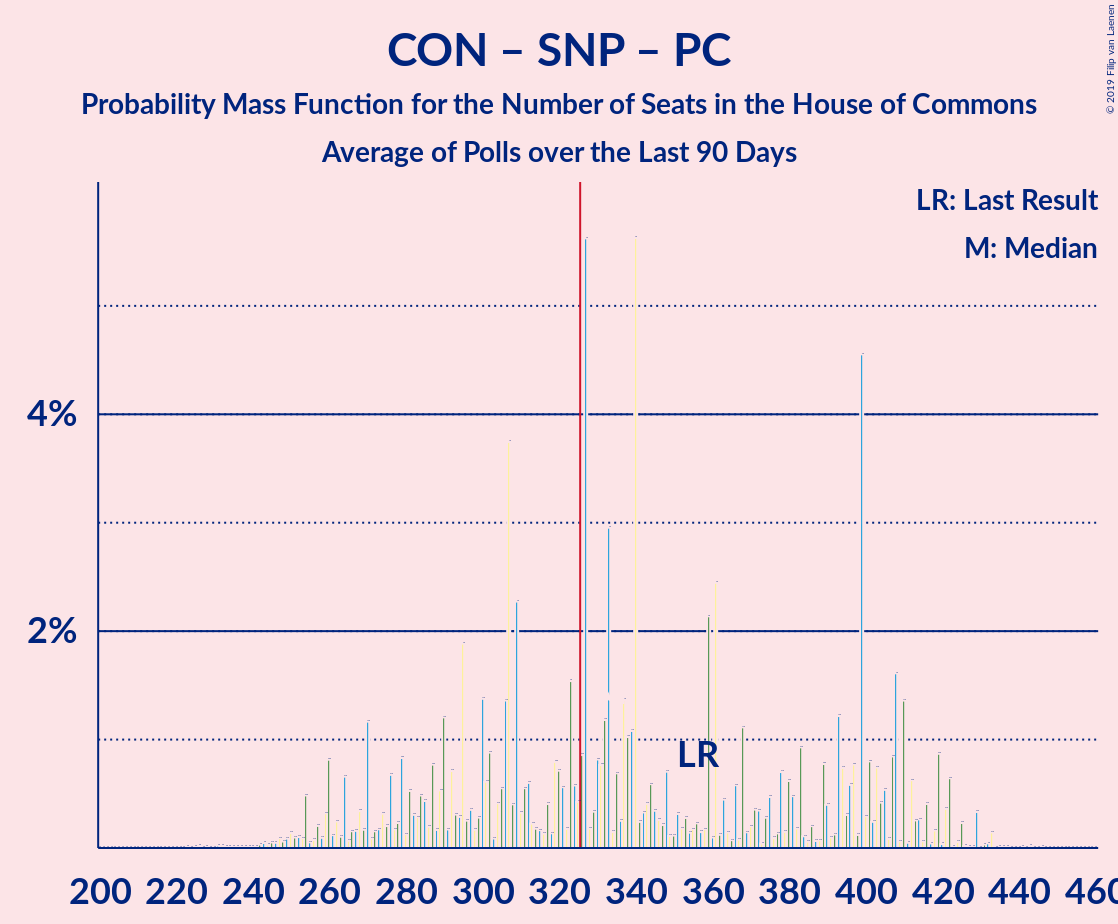 CON – SNP – PC
Probability Mass Function for the Number of Seats in the House of Commons
Average of Polls over the Last 90 Days
© 2019 Filip van Laenen
LR: Last Result
M: Median
4%
2%
LR
200 220 240 260 280 300 320 340 360 380 400 420 440 460